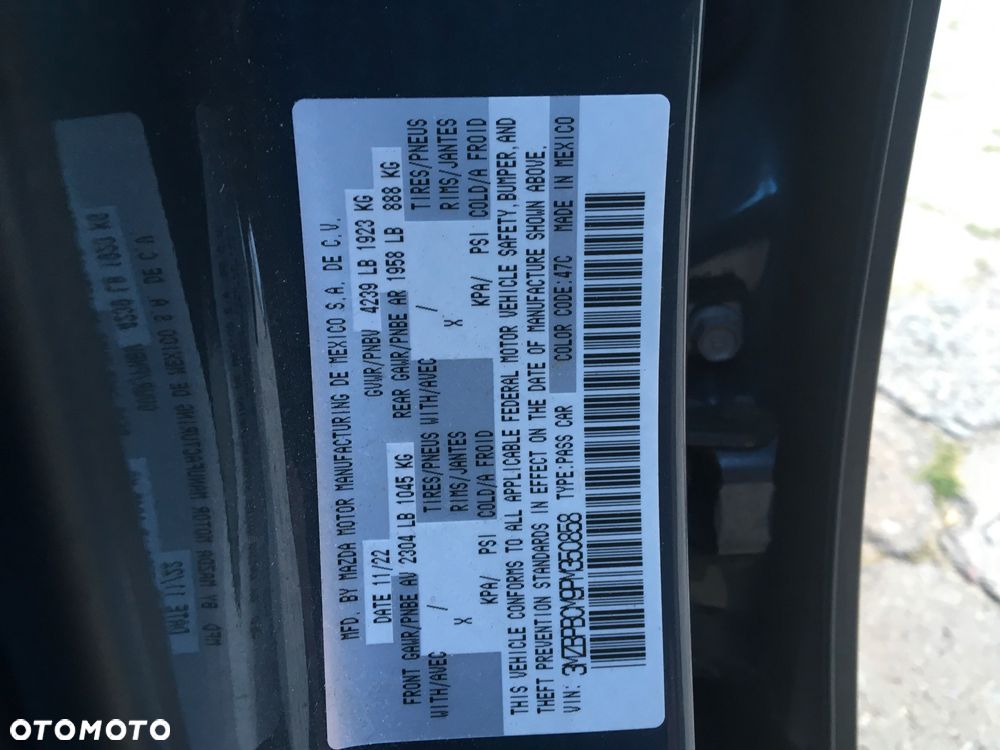 MFD. BY MAZDA MOTOR MANUFACTURING DE MEXICO S.A. DE C.V.
DATE 11/22 GVWR/PNBV 4239 LB 1923 KG
FRONT GAWR/PNBE AU 2304 LB 1045 KG REAR GAWR/PNBE AR 1958 LB 888 KG
WITH/AVEC / TIRES/PNEUS WITH/AVEC / TIRES/PNEUS
X RIMS/JANTES X RIMS/JANTES
KPA/ PSI COLD/A FROID KPA/ PSI COLD/A FROID
THIS VEHICLE CONFORMS TO ALL APPLICABLE FEDERAL MOTOR VEHICLE SAFETY, BUMPER, AND
THEFT PREVENTION STANDARDS IN EFFECT ON THE DATE OF MANUFACTURE SHOWN ABOVE.
VIN: 3MZBPBCM9PM350858 TYPE:PASS CAR COLOR CODE:47C MADE IN MEXICO
OTOMOTO